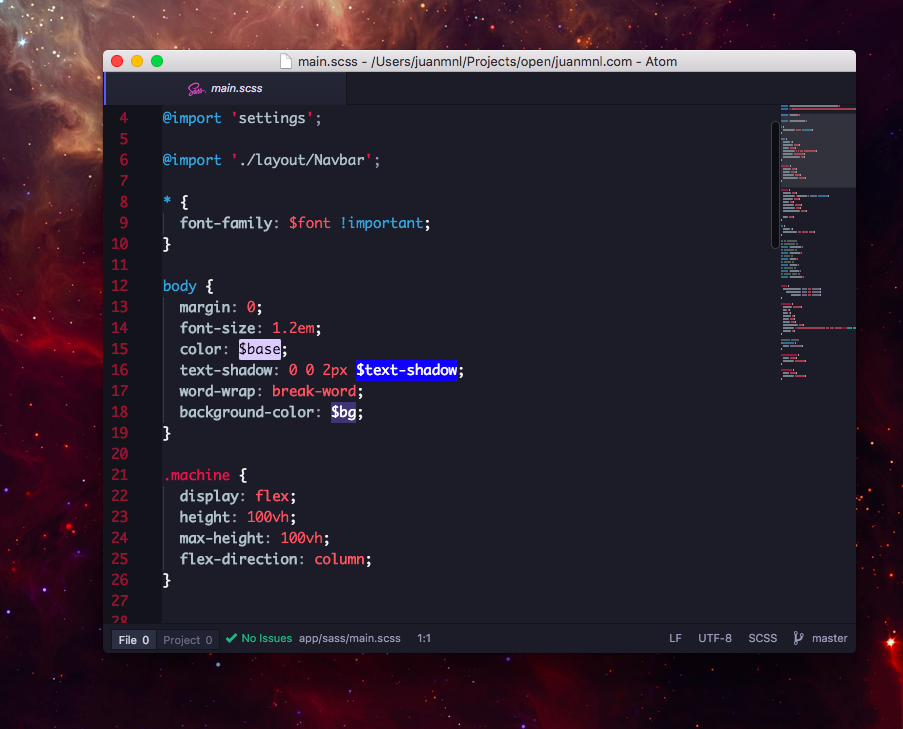 main.scss - /Users/juanmnl/Projects/open/juanmnl.com - Atom
Sass main.scss
4 @import 'settings';
5
6 @import './layout/Navbar';
7
8 * {
9 font-family: $font !important;
10 }
11
12 body {
13 margin: 0;
14 font-size: 1.2em;
15 color: $base;
16 text-shadow: 0 0 2px $text-shadow;
17 word-wrap: break-word;
18 background-color: $bg;
19 }
20
21 .machine {
22 display: flex;
23 height: 100vh;
24 max-height: 100vh;
25 flex-direction: column;
26 }
27
28
File 0 Project 0 No Issues app/sass/main.scss 1:1 LF UTF-8 SCSS master